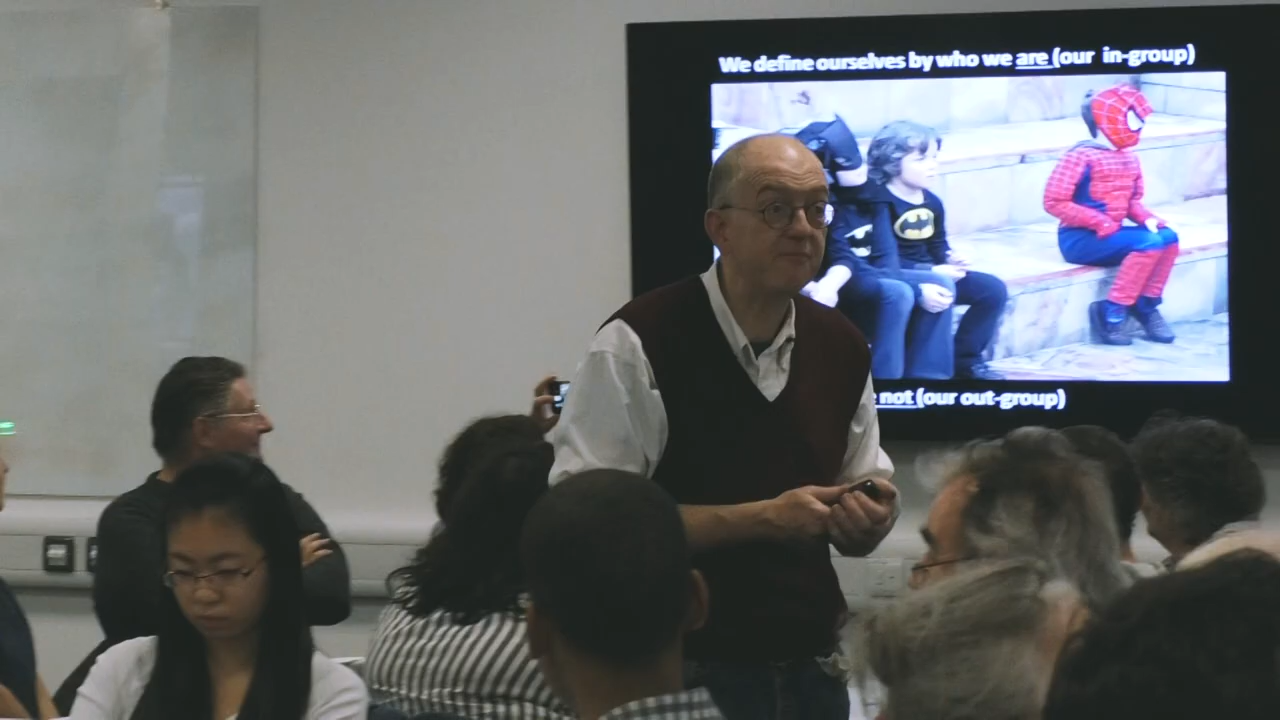 We define ourselves by who we are (our in-group)
not (our out-group)